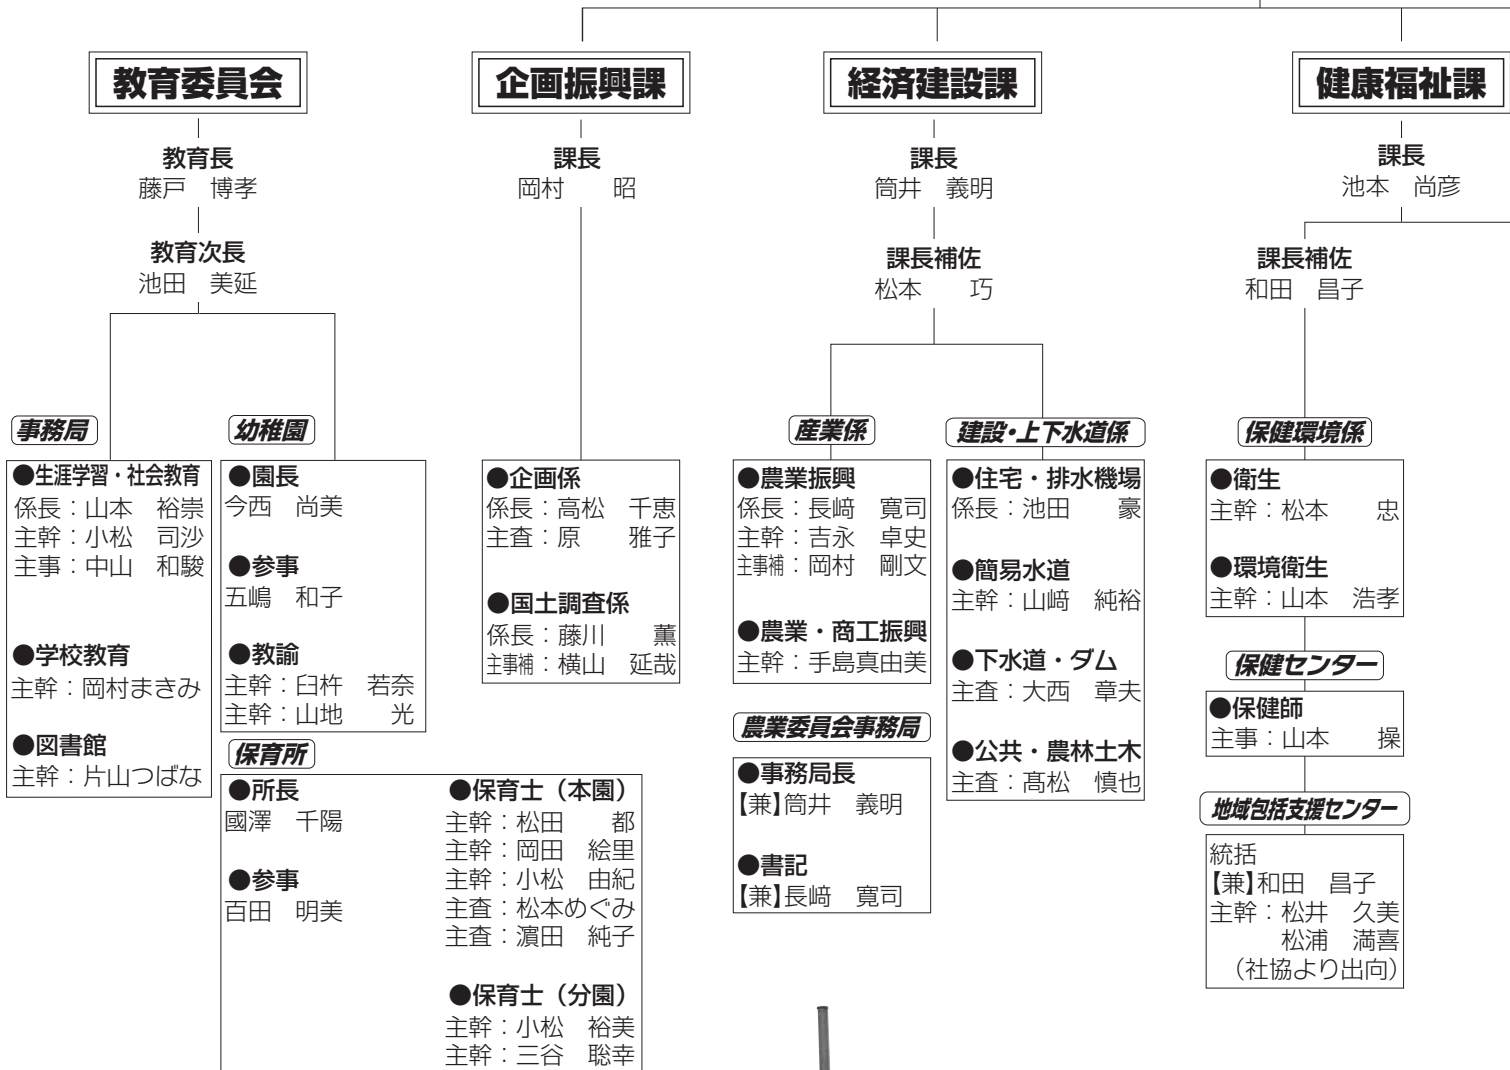 教育委員会
教育長
藤戸　博孝
教育次長
池田　美延
事務局
●生涯学習・社会教育
係長：山本　裕崇
主幹：小松　司沙
主事：中山　和駿
●学校教育
主幹：岡村まきみ
●図書館
主幹：片山つばな
幼稚園
●園長
今西　尚美
●参事
五嶋　和子
●教諭
主幹：臼杵　若奈
主幹：山地　　光
保育所
●所長
國澤　千陽
●参事
百田　明美
●保育士（本園）
主幹：松田　　都
主幹：岡田　絵里
主幹：小松　由紀
主査：松本めぐみ
主査：濵田　純子
●保育士（分園）
主幹：小松　裕美
主幹：三谷　聡幸
企画振興課
課長
岡村　　昭
●企画係
係長：高松　千恵
主査：原　　雅子
●国土調査係
係長：藤川　　薫
主事補：横山　延哉
経済建設課
課長
筒井　義明
課長補佐
松本　　巧
産業係
●農業振興
係長：長﨑　寛司
主幹：吉永　卓史
主事補：岡村　剛文
●農業・商工振興
主幹：手島真由美
農業委員会事務局
●事務局長
【兼】筒井　義明
●書記
【兼】長﨑　寛司
建設・上下水道係
●住宅・排水機場
係長：池田　　豪
●簡易水道
主幹：山﨑　純裕
●下水道・ダム
主査：大西　章夫
●公共・農林土木
主査：髙松　慎也
健康福祉課
課長
池本　尚彦
課長補佐
和田　昌子
保健環境係
●衛生
主幹：松本　　忠
●環境衛生
主幹：山本　浩孝
保健センター
●保健師
主事：山本　　操
地域包括支援センター
統括
【兼】和田　昌子
主幹：松井　久美
松浦　満喜
（社協より出向）